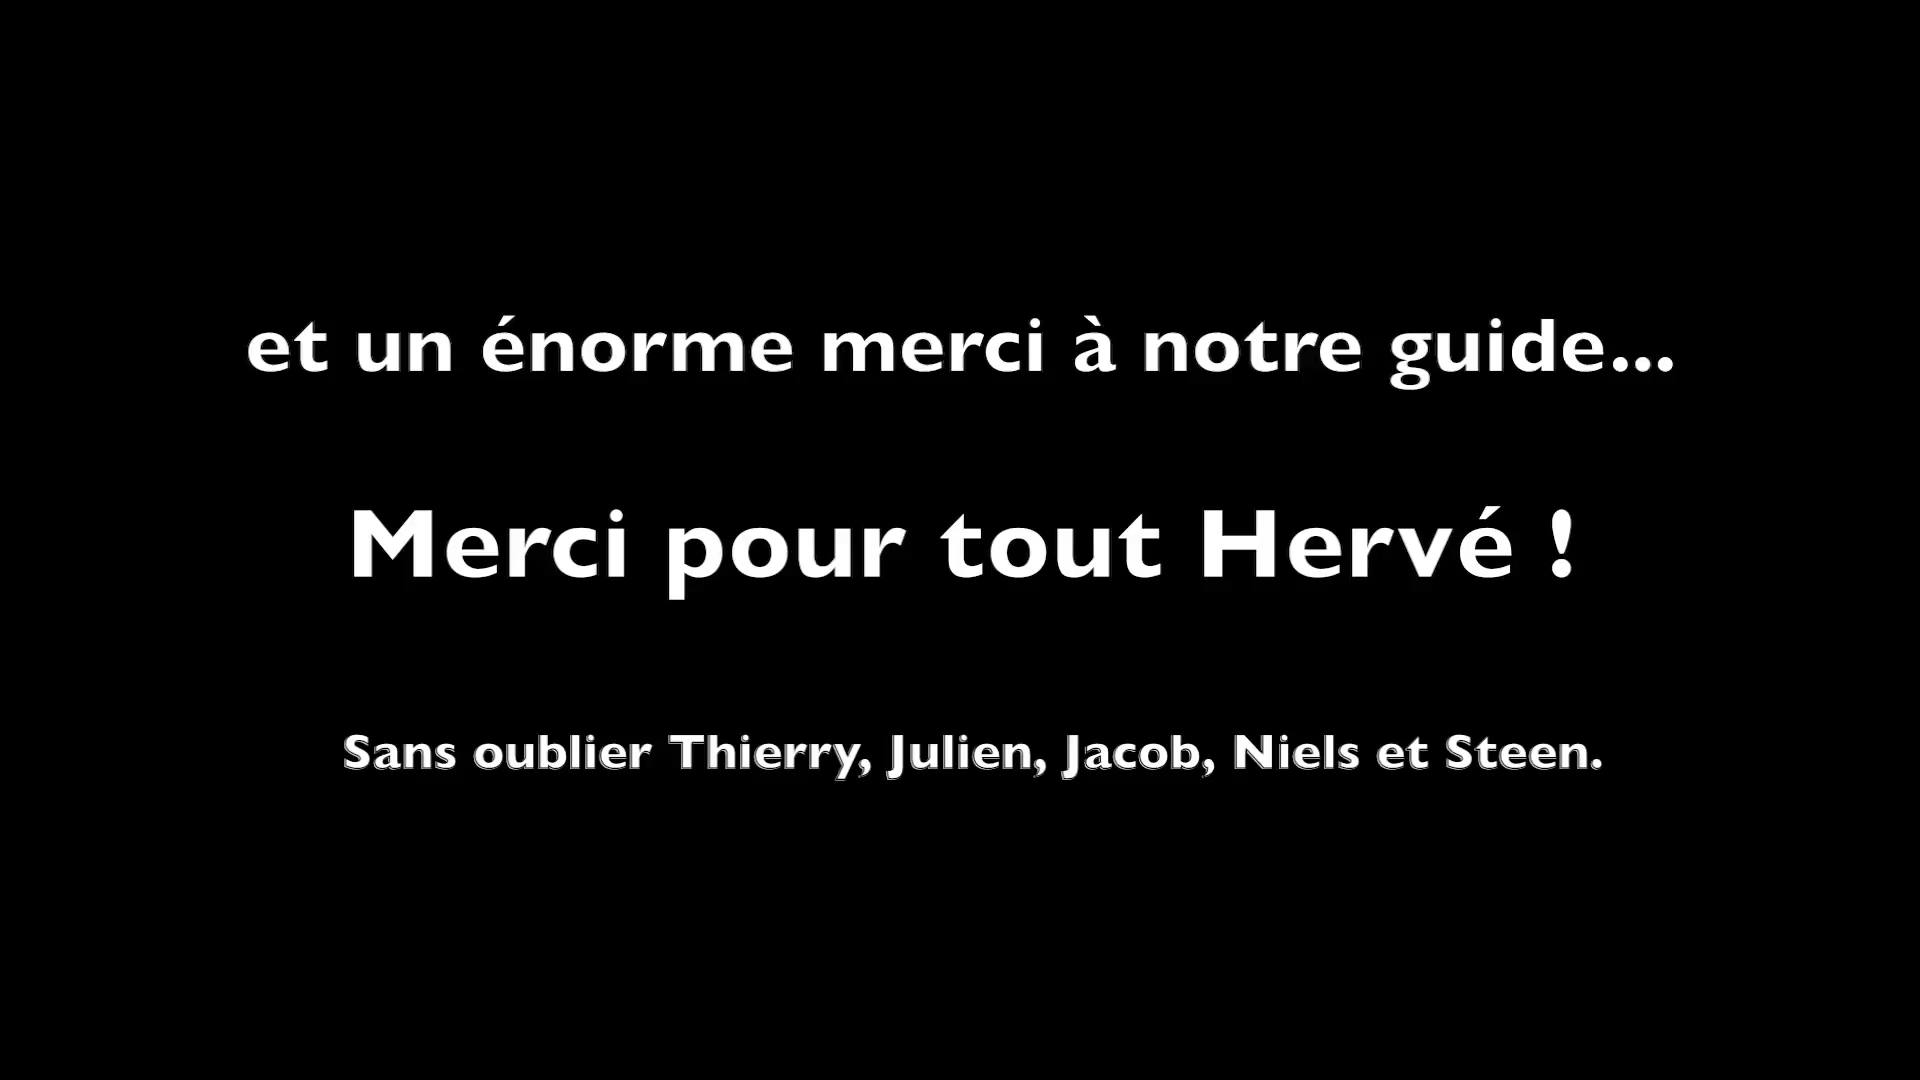 et un énorme merci à notre guide...
Merci pour tout Hervé !
Sans oublier Thierry, Julien, Jacob, Niels et Steen.